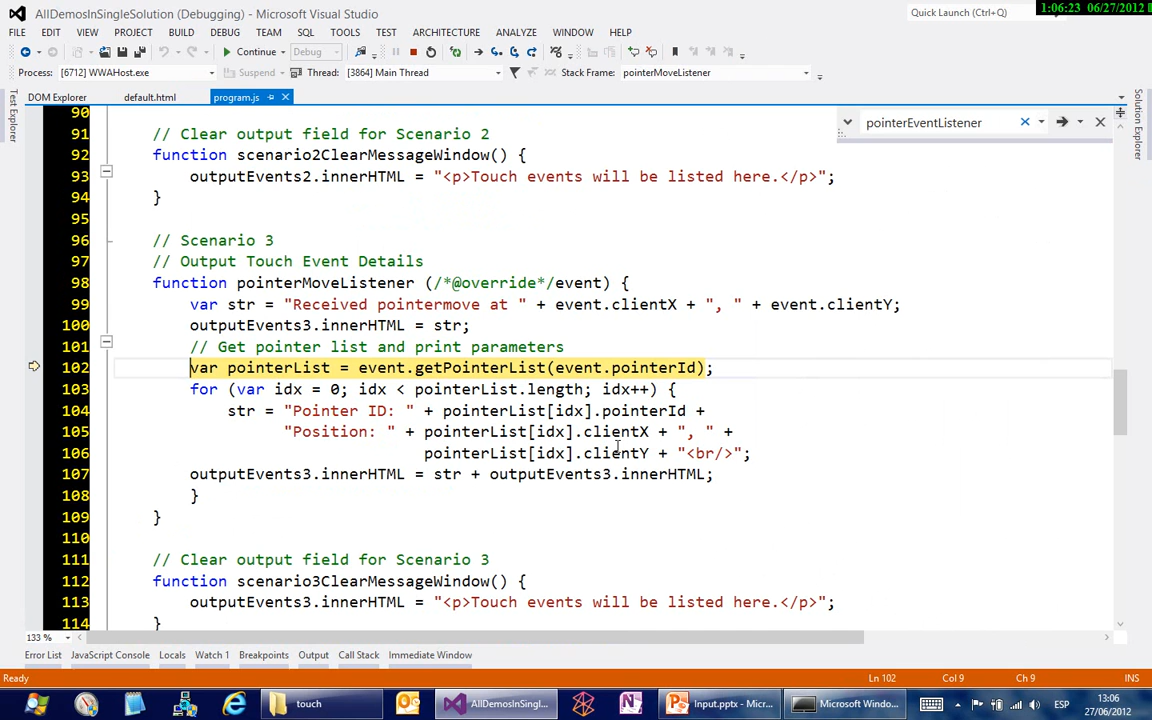 AllDemosInSingleSolution (Debugging) - Microsoft Visual Studio
Quick Launch (Ctrl+Q)
1:06:23 06/27/2012
FILE EDIT VIEW PROJECT BUILD DEBUG TEAM SQL TOOLS TEST ARCHITECTURE ANALYZE WINDOW HELP
Continue Debug
Process: [6712] WWAHost.exe Suspend Thread: [3864] Main Thread Stack Frame: pointerMoveListener
DOM Explorer default.html program.js
Test Explorer
Solution Explorer
pointerEventListener
90
91 // Clear output field for Scenario 2
92 function scenario2ClearMessageWindow() {
93 outputEvents2.innerHTML = "<p>Touch events will be listed here.</p>";
94 }
95
96 // Scenario 3
97 // Output Touch Event Details
98 function pointerMoveListener (/*@override*/event) {
99 var str = "Received pointermove at " + event.clientX + ", " + event.clientY;
100 outputEvents3.innerHTML = str;
101 // Get pointer list and print parameters
102 var pointerList = event.getPointerList(event.pointerId);
103 for (var idx = 0; idx < pointerList.length; idx++) {
104 str = "Pointer ID: " + pointerList[idx].pointerId +
105 "Position: " + pointerList[idx].clientX + ", " +
106 pointerList[idx].clientY + "<br/>";
107 outputEvents3.innerHTML = str + outputEvents3.innerHTML;
108 }
109 }
110
111 // Clear output field for Scenario 3
112 function scenario3ClearMessageWindow() {
113 outputEvents3.innerHTML = "<p>Touch events will be listed here.</p>";
114 }
133 %
Error List JavaScript Console Locals Watch 1 Breakpoints Output Call Stack Immediate Window
Ready Ln 102 Col 9 Ch 9 INS
touch AllDemosInSingl... Input.pptx - Micr... Microsoft Windo... ESP 13:06
27/06/2012